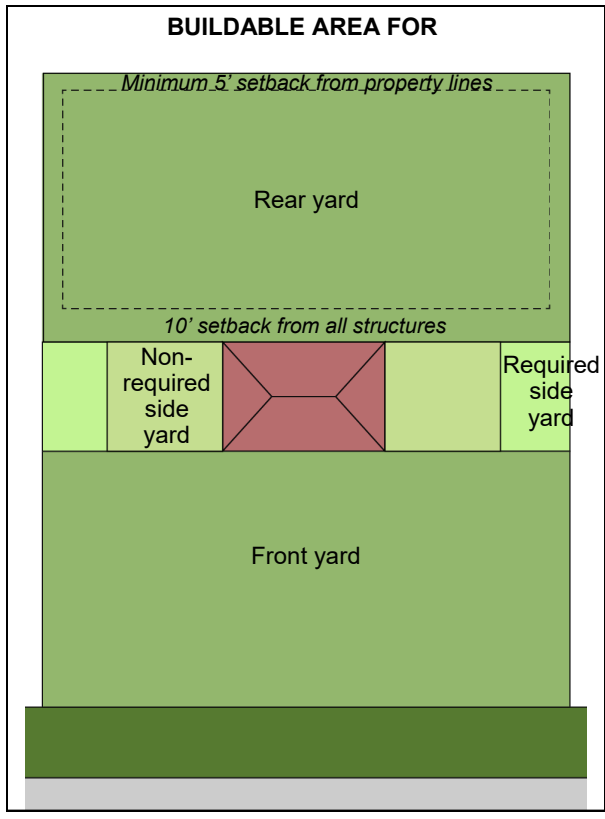 BUILDABLE AREA FOR
Minimum 5' setback from property lines
Rear yard
10' setback from all structures
Non-
required
side
yard
Required
side
yard
Front yard